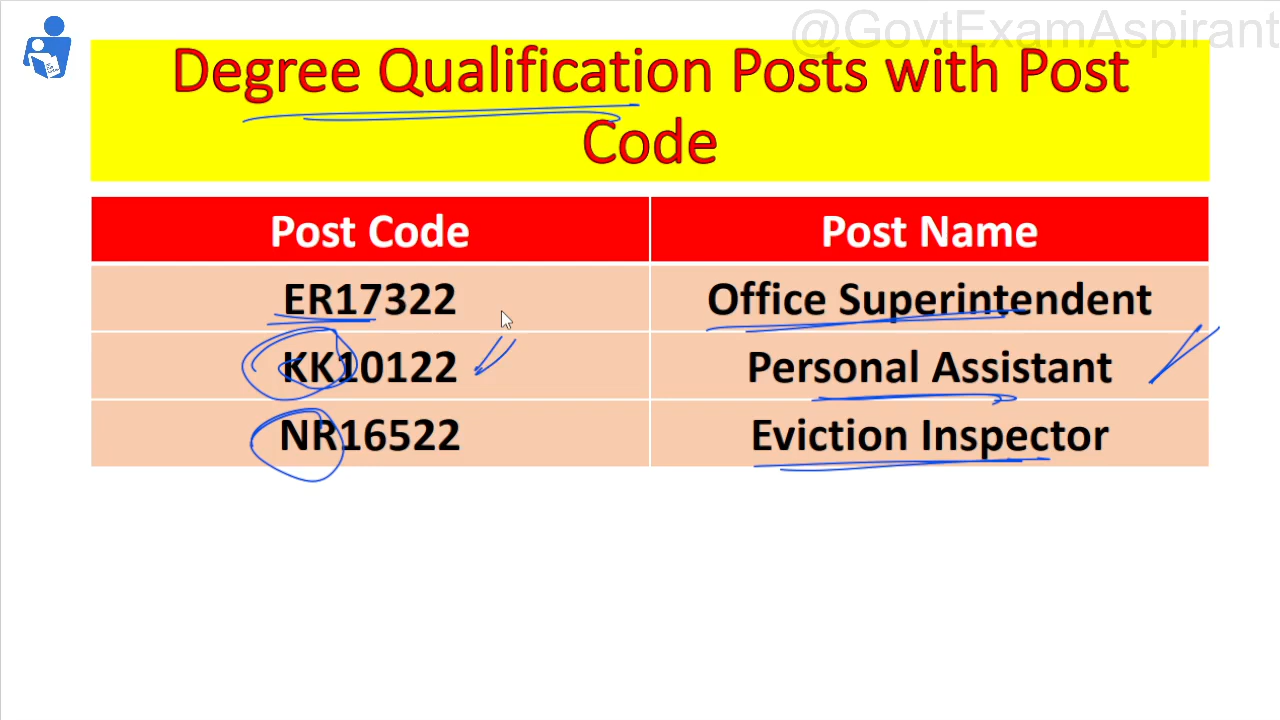 @GovtExamAspirant
Degree Qualification Posts with Post
Code
Post Code Post Name
ER17322 Office Superintendent
KK10122 Personal Assistant
NR16522 Eviction Inspector